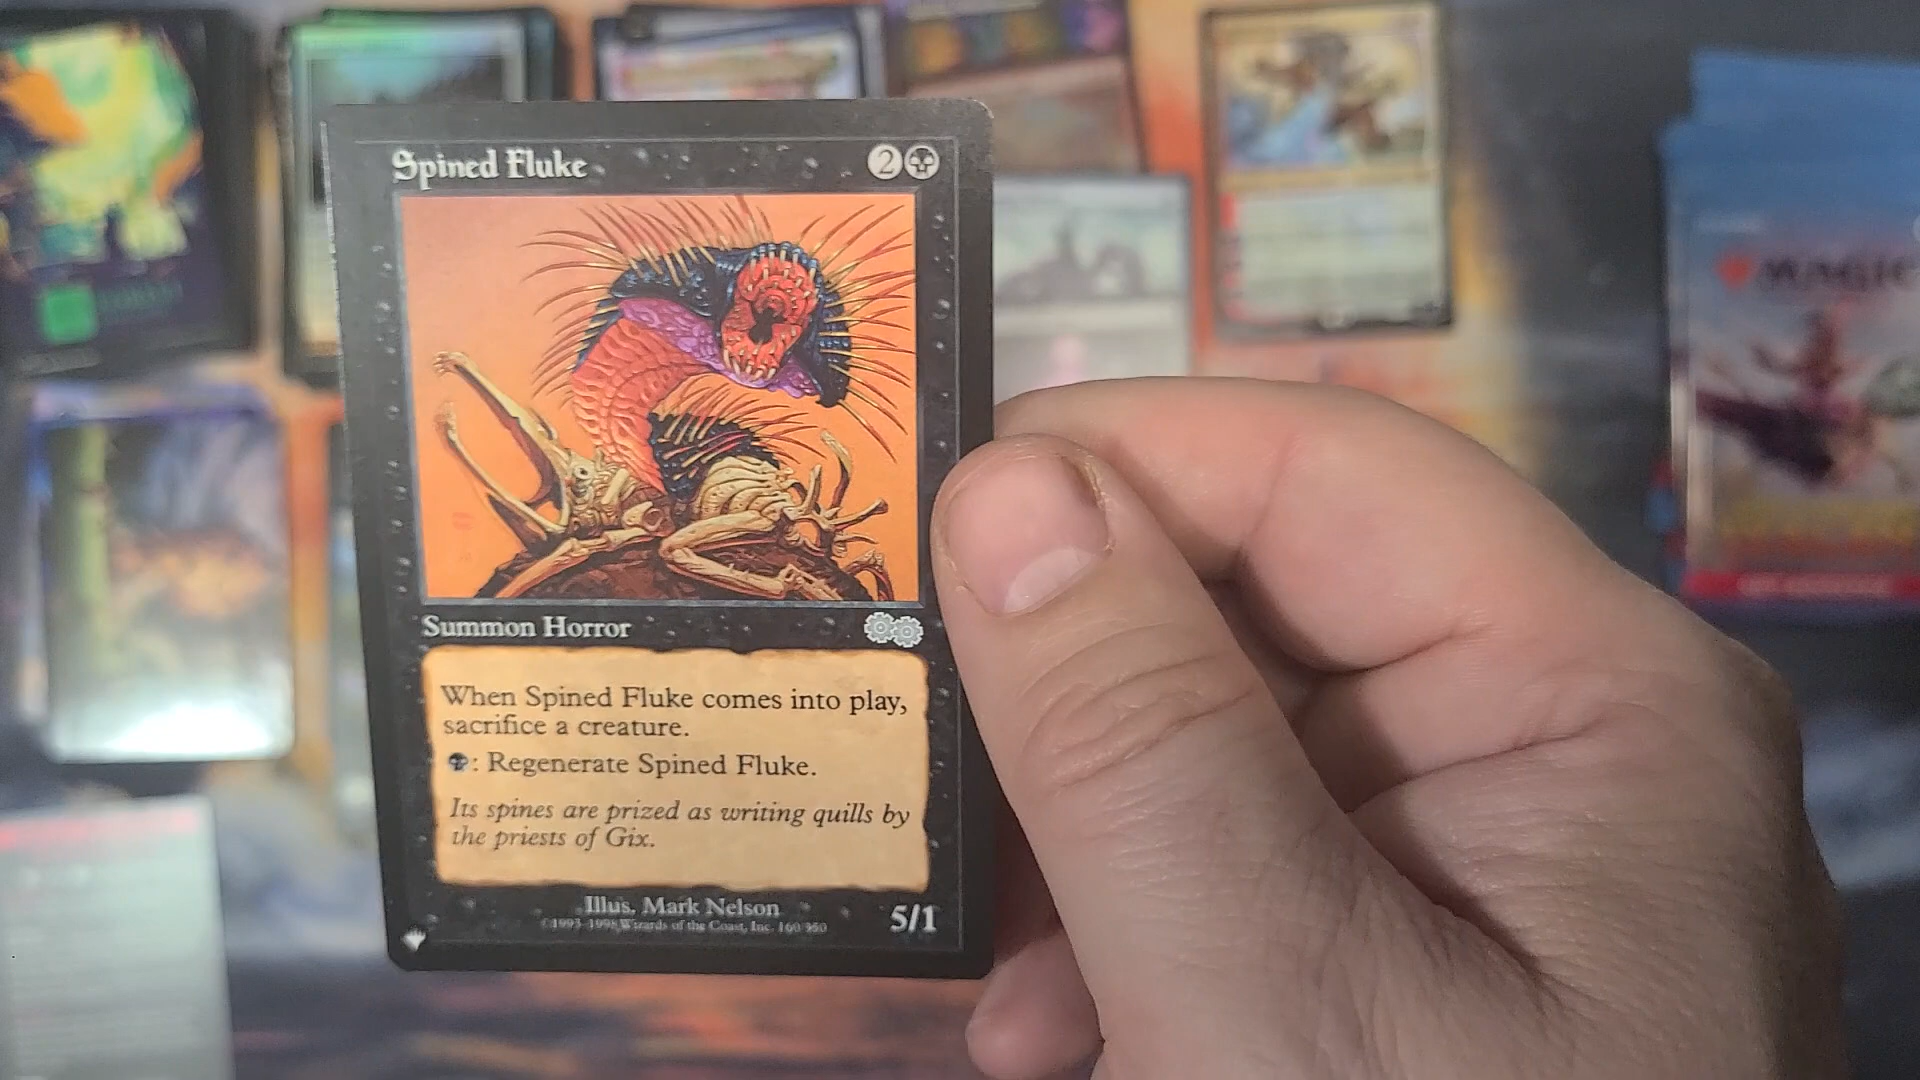 Spined Fluke
2
Summon Horror
When Spined Fluke comes into play,
sacrifice a creature.
: Regenerate Spined Fluke.
Its spines are prized as writing quills by
the priests of Gix.
Illus. Mark Nelson
©1993-1998 Wizards of the Coast, Inc. 160/350
5/1
MAGIC